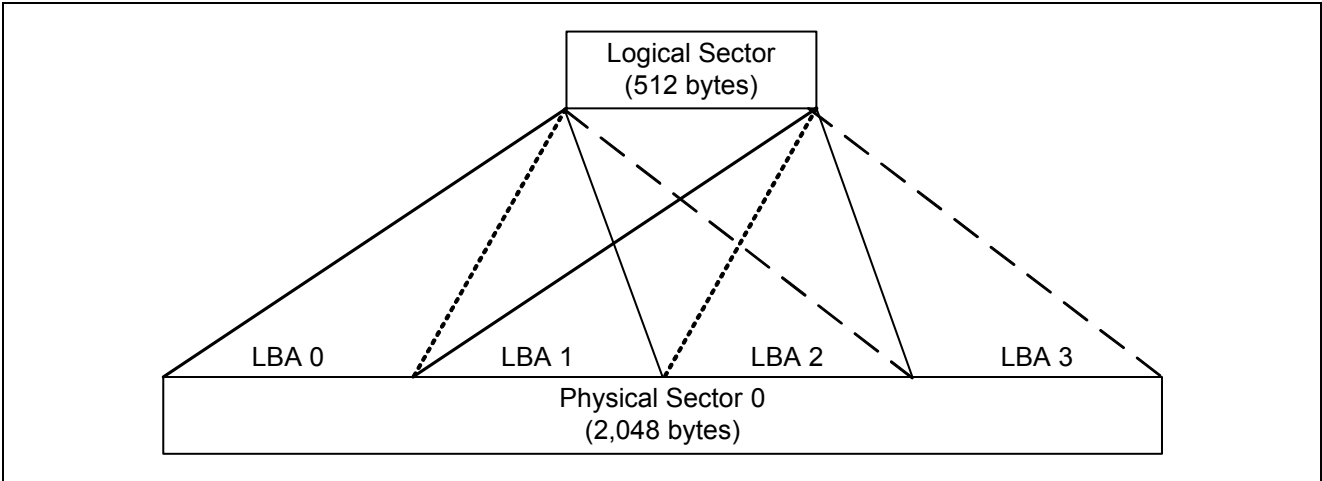 Logical Sector
(512 bytes)
LBA 0 LBA 1 LBA 2 LBA 3
Physical Sector 0
(2,048 bytes)